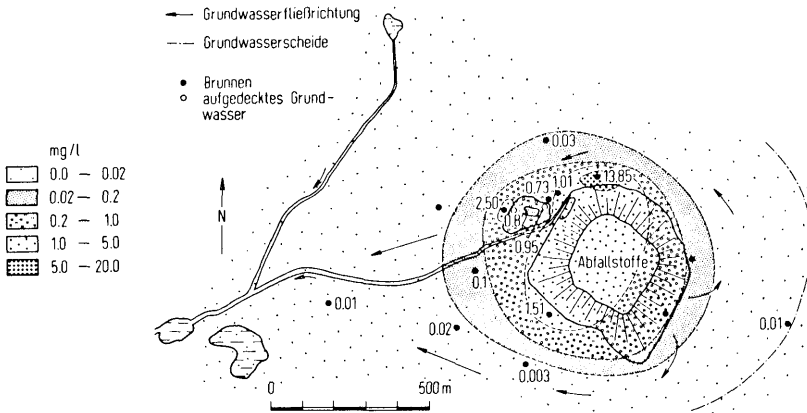 Grundwasserfließrichtung
Grundwasserscheide
Brunnen
aufgedecktes Grund-
wasser
mg/l
0.0 – 0.02
0.02 – 0.2
0.2 – 1.0
1.0 – 5.0
5.0 – 20.0
N
0.03
13.85
0.73
1.01
2.50
0.87
0.95
Abfallstoffe
0.1
0.01
1.51
0.02
0.01
0.003
0
500 m